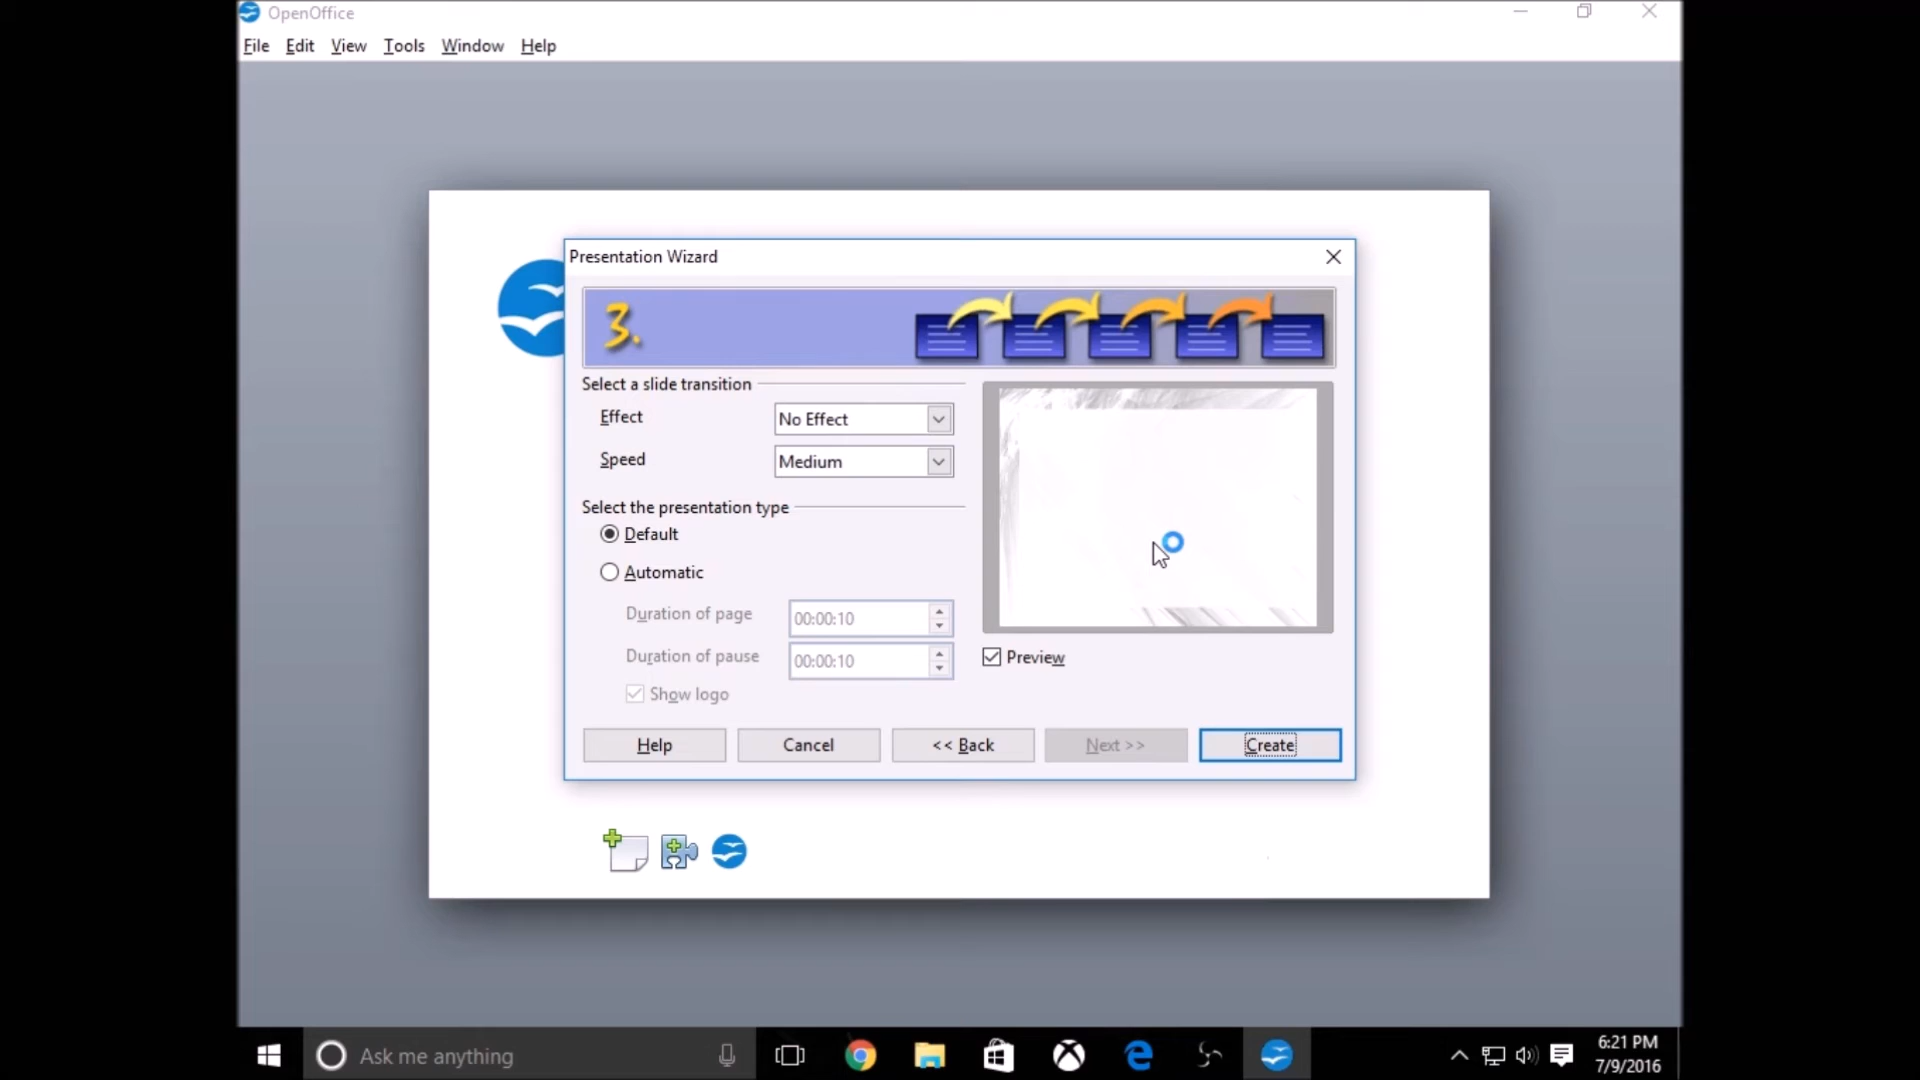 OpenOffice
File Edit View Tools Window Help
Presentation Wizard
3.
Select a slide transition
Effect No Effect
Speed Medium
Select the presentation type
Default
Automatic
Duration of page 00:00:10
Duration of pause 00:00:10
Show logo
Preview
Help Cancel << Back Next >> Create
Ask me anything
6:21 PM
7/9/2016